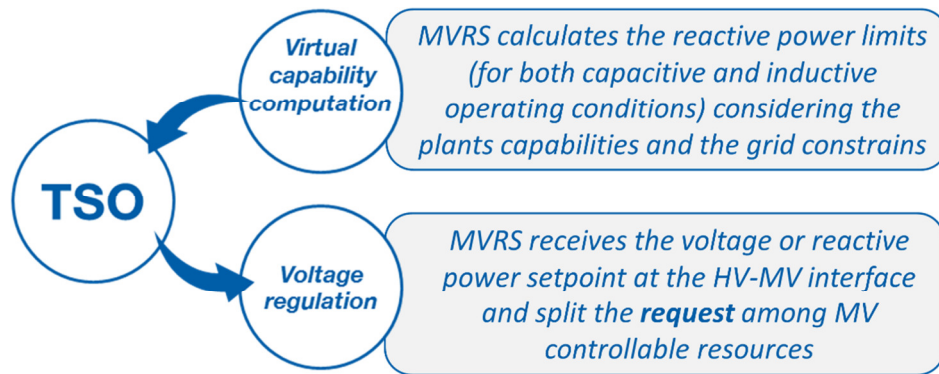 Virtual
capability
computation
MVRS calculates the reactive power limits
(for both capacitive and inductive
operating conditions) considering the
plants capabilities and the grid constrains
TSO
Voltage
regulation
MVRS receives the voltage or reactive
power setpoint at the HV-MV interface
and split the request among MV
controllable resources